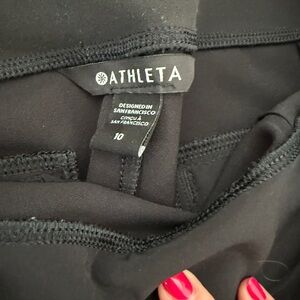 ATHLETA
DESIGNED IN
SAN FRANCISCO
CONÇU À
SAN FRANCISCO
10